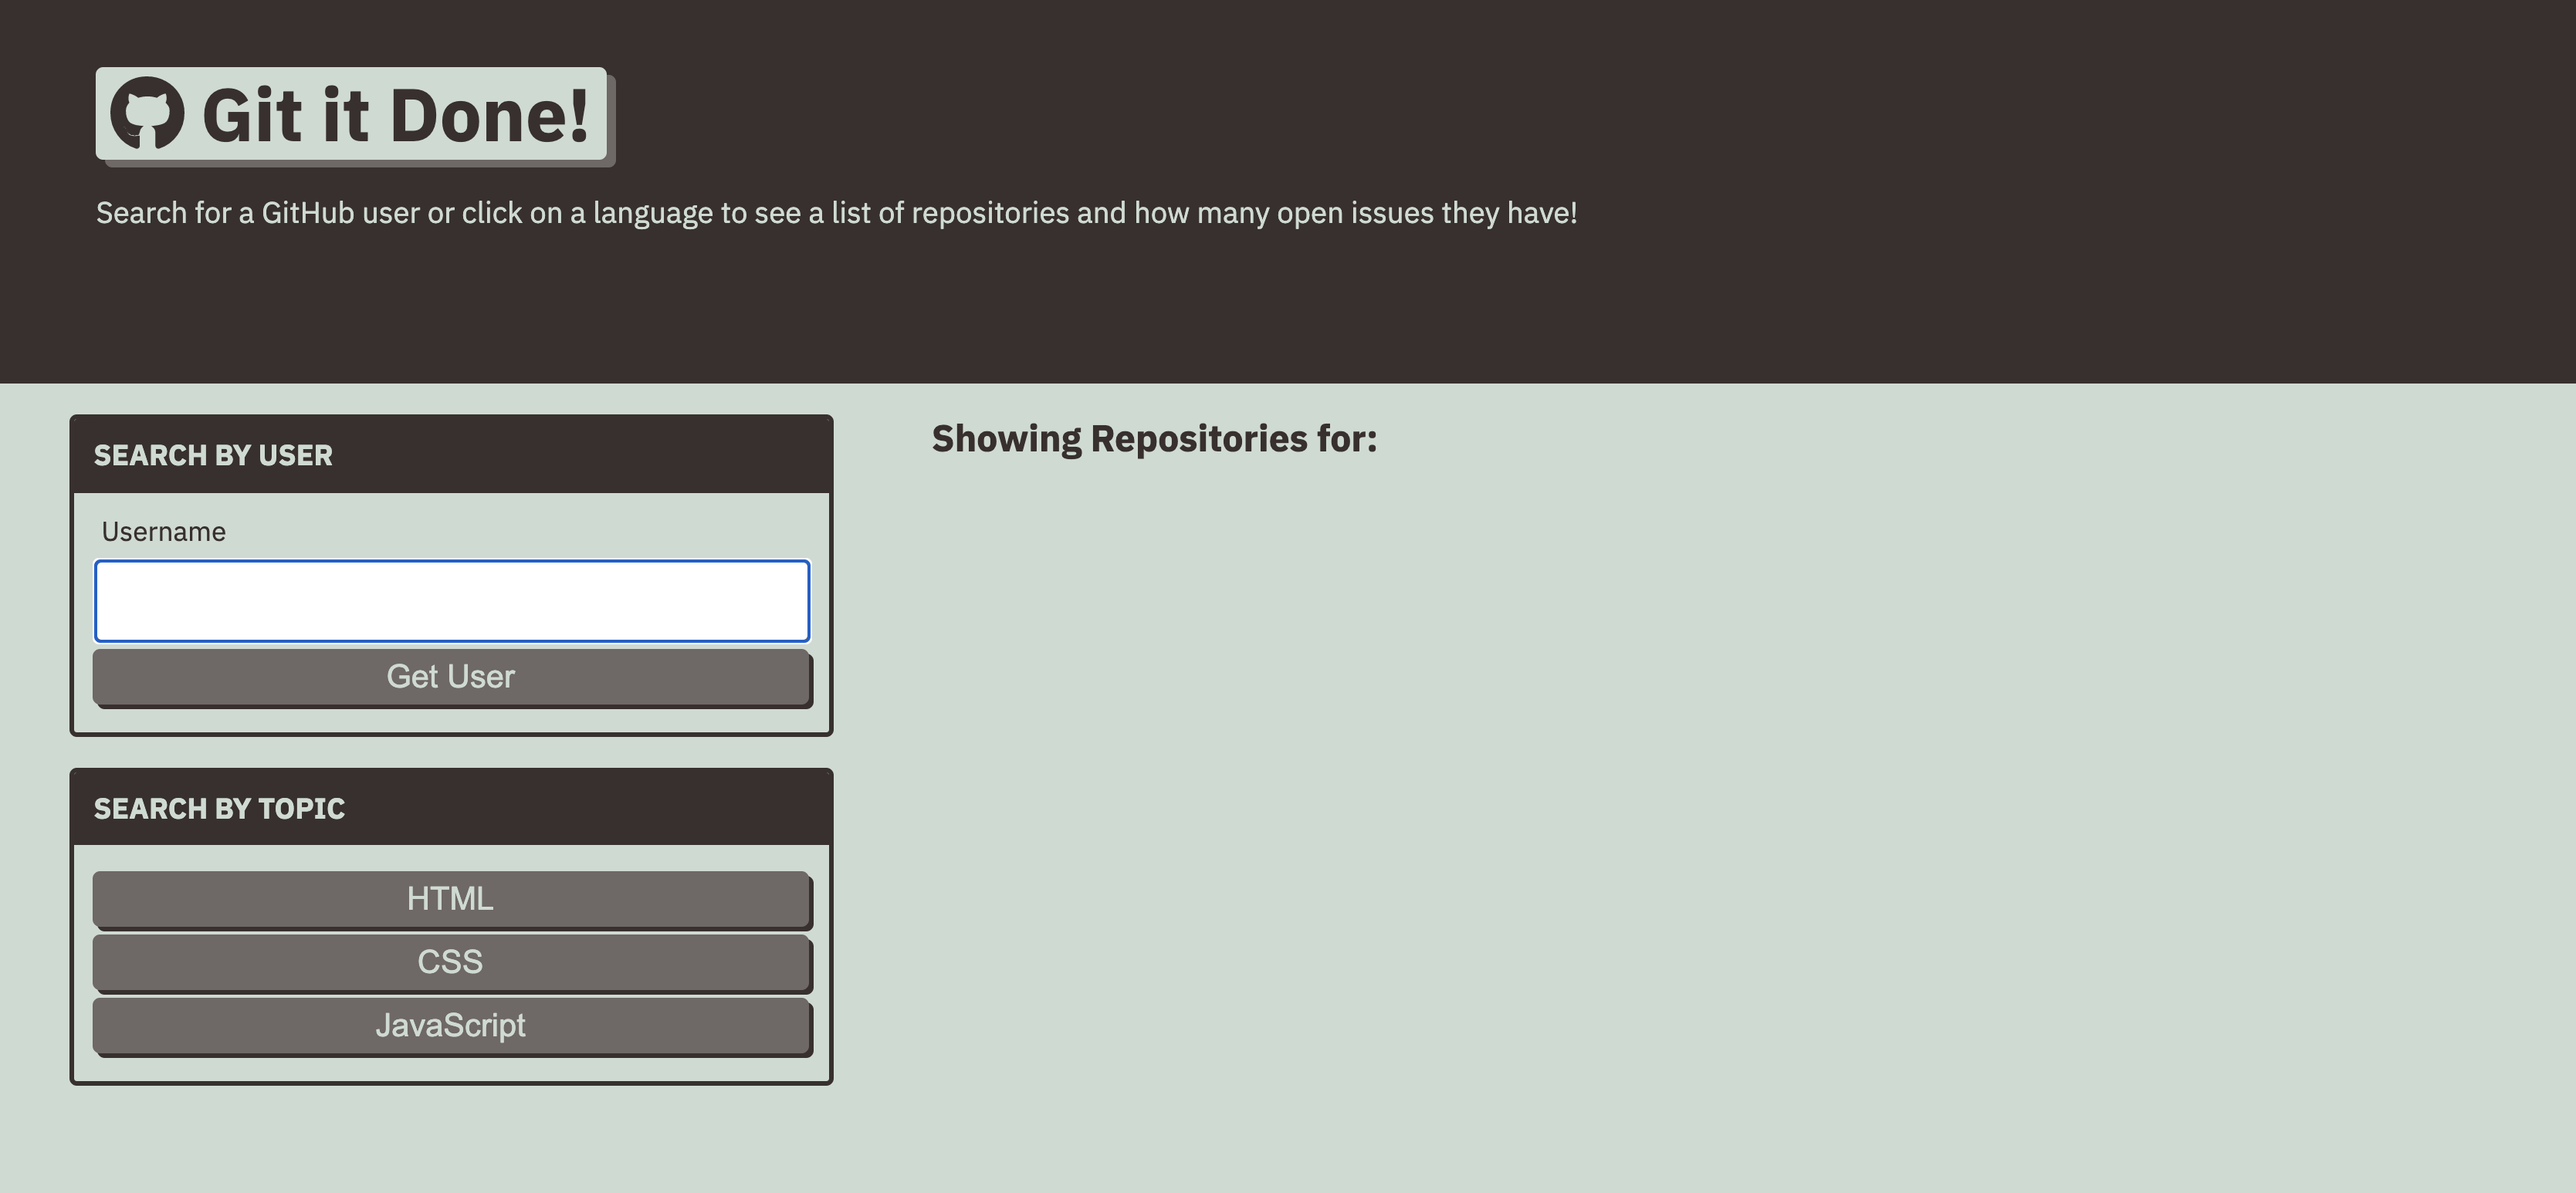 Git it Done!
Search for a GitHub user or click on a language to see a list of repositories and how many open issues they have!
SEARCH BY USER
Username
Get User
SEARCH BY TOPIC
HTML
CSS
JavaScript
Showing Repositories for: